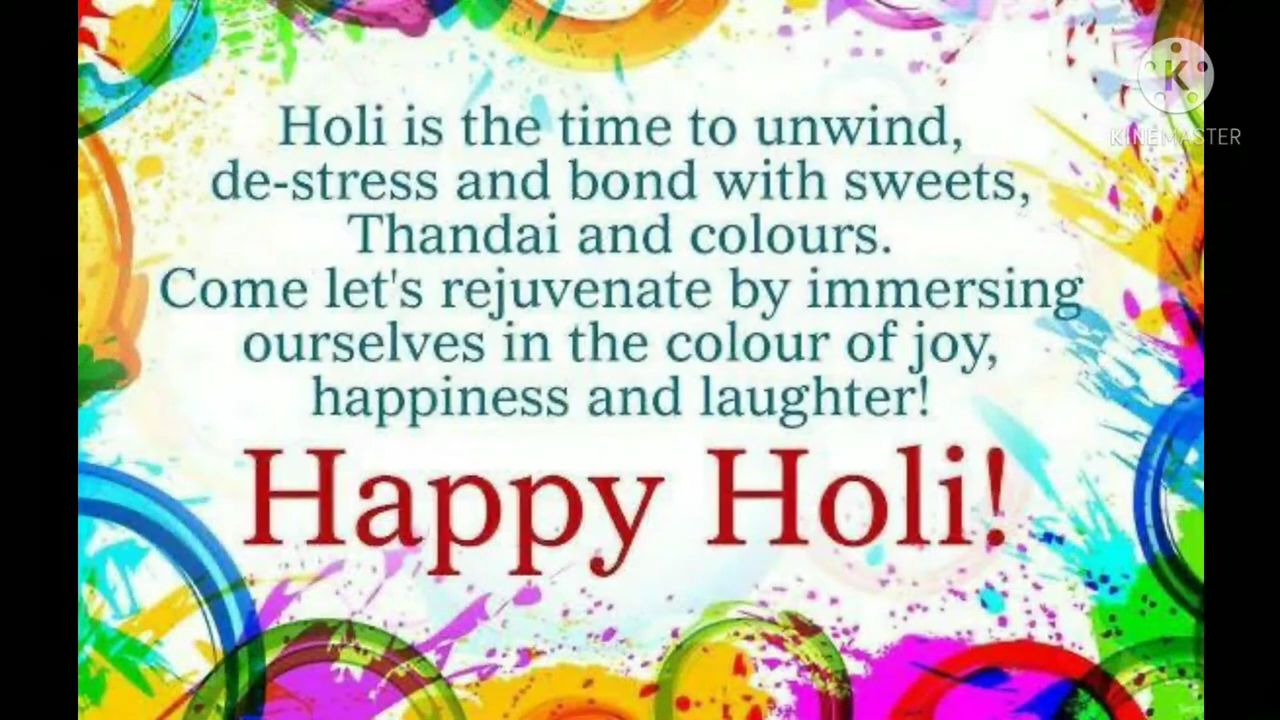 K
KINEMASTER
Holi is the time to unwind,
de-stress and bond with sweets,
Thandai and colours.
Come let's rejuvenate by immersing
ourselves in the colour of joy,
happiness and laughter!
Happy Holi!